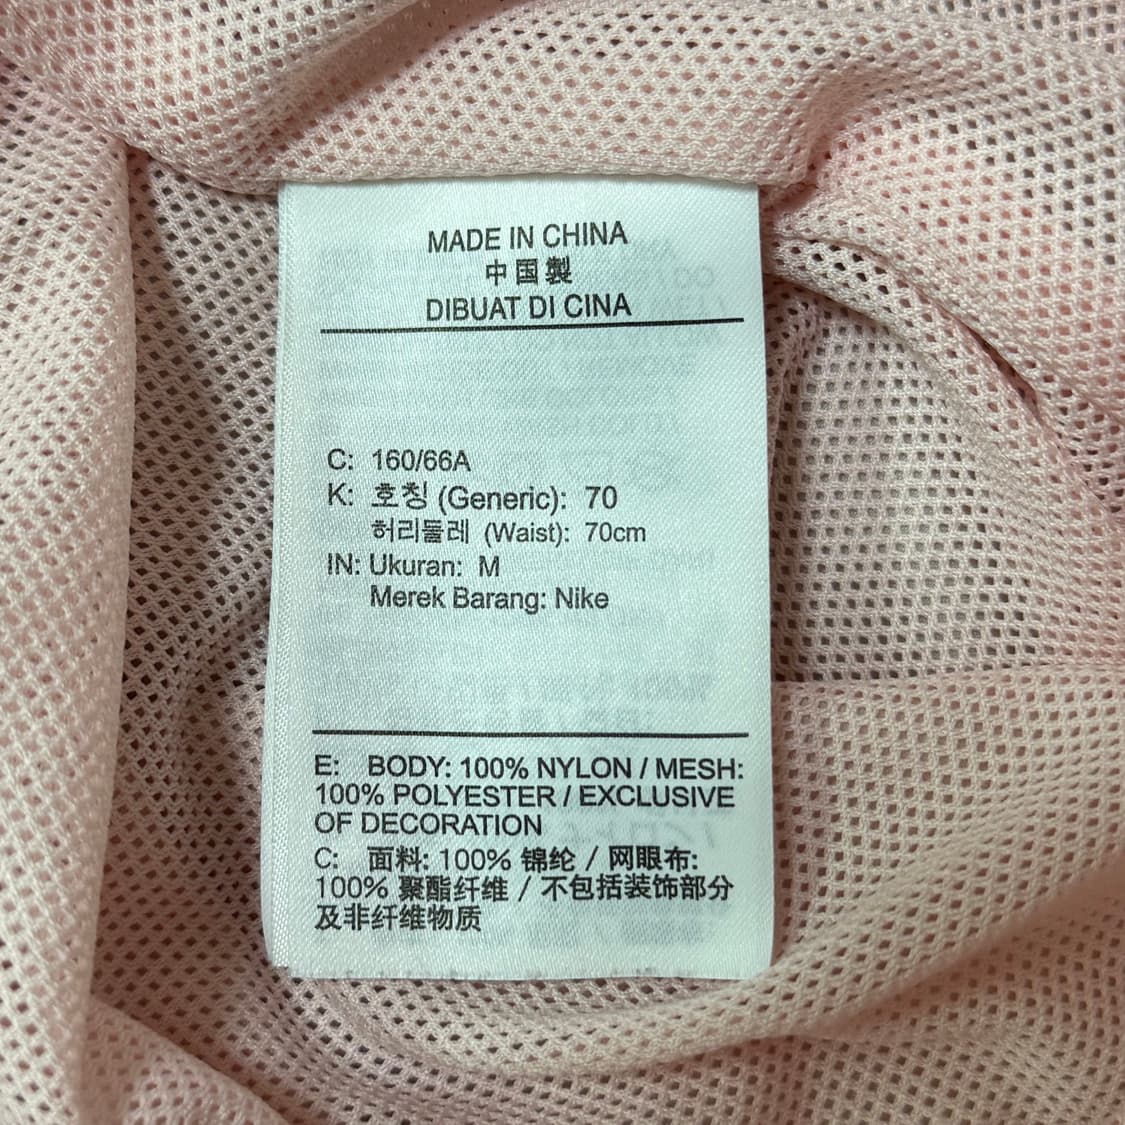 MADE IN CHINA
中国製
DIBUAT DI CINA
C: 160/66A
K: 호칭 (Generic): 70
허리둘레 (Waist): 70cm
IN: Ukuran: M
Merek Barang: Nike
E: BODY: 100% NYLON / MESH:
100% POLYESTER / EXCLUSIVE
OF DECORATION
C: 面料: 100% 锦纶 / 网眼布:
100% 聚酯纤维 / 不包括装饰部分
及非纤维物质